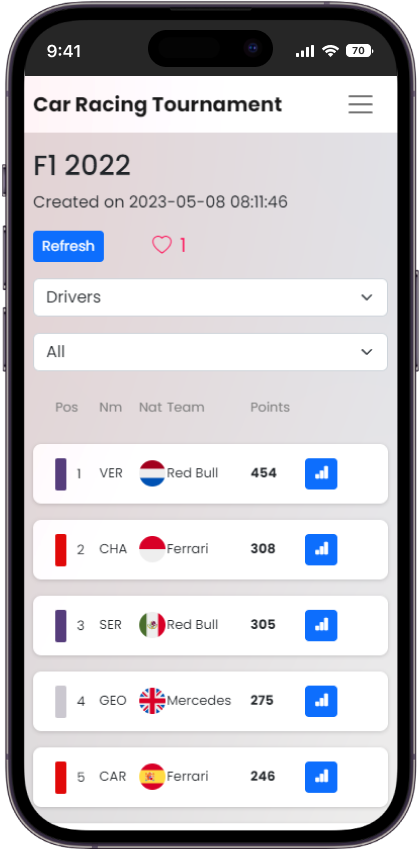 9:41 70
Car Racing Tournament
F1 2022
Created on 2023-05-08 08:11:46
Refresh 1
Drivers
All
Pos Nm Nat Team Points
1 VER Red Bull 454
2 CHA Ferrari 308
3 SER Red Bull 305
4 GEO Mercedes 275
5 CAR Ferrari 246